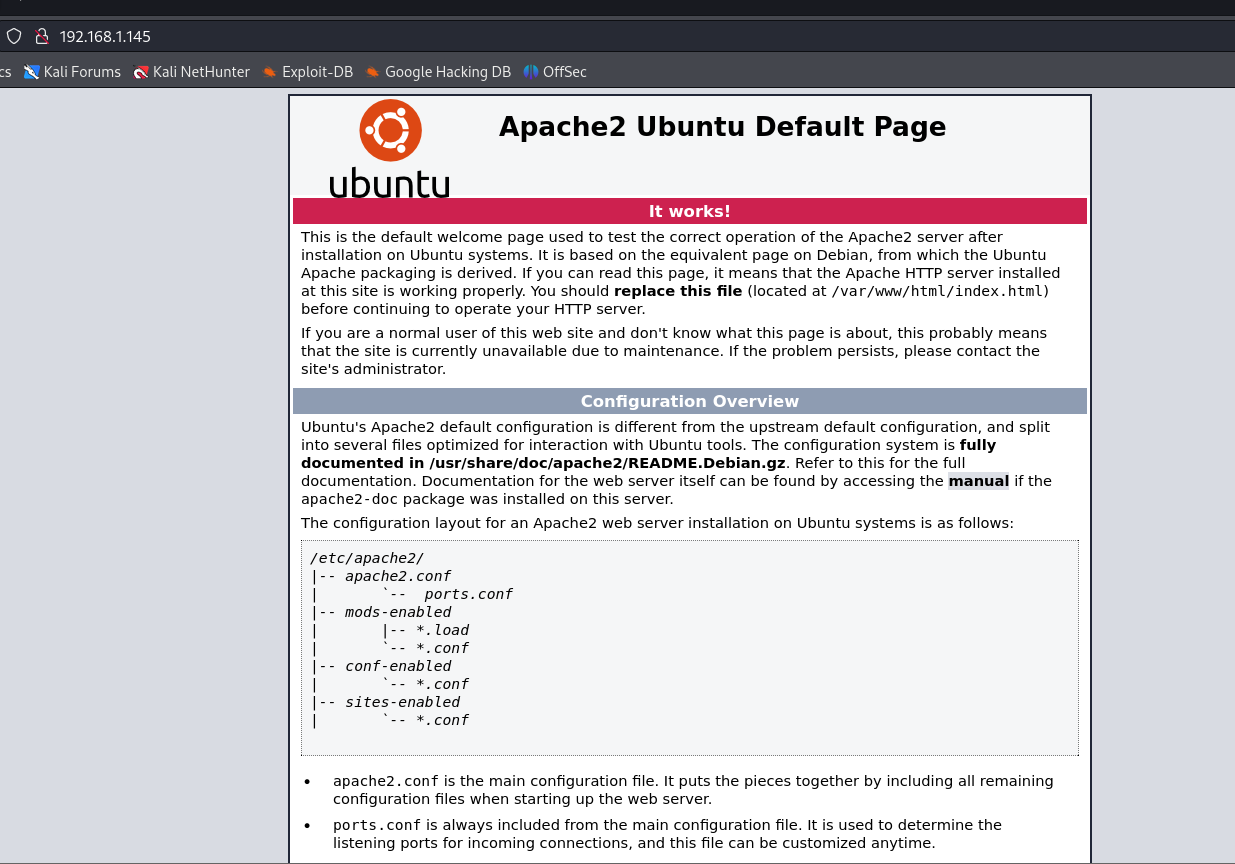 192.168.1.145
cs Kali Forums Kali NetHunter Exploit-DB Google Hacking DB OffSec
ubuntu
Apache2 Ubuntu Default Page
It works!
This is the default welcome page used to test the correct operation of the Apache2 server after
installation on Ubuntu systems. It is based on the equivalent page on Debian, from which the Ubuntu
Apache packaging is derived. If you can read this page, it means that the Apache HTTP server installed
at this site is working properly. You should replace this file (located at /var/www/html/index.html)
before continuing to operate your HTTP server.
If you are a normal user of this web site and don't know what this page is about, this probably means
that the site is currently unavailable due to maintenance. If the problem persists, please contact the
site's administrator.
Configuration Overview
Ubuntu's Apache2 default configuration is different from the upstream default configuration, and split
into several files optimized for interaction with Ubuntu tools. The configuration system is fully
documented in /usr/share/doc/apache2/README.Debian.gz. Refer to this for the full
documentation. Documentation for the web server itself can be found by accessing the manual if the
apache2-doc package was installed on this server.
The configuration layout for an Apache2 web server installation on Ubuntu systems is as follows:
/etc/apache2/
|-- apache2.conf
|       `--  ports.conf
|-- mods-enabled
|       |-- *.load
|       `-- *.conf
|-- conf-enabled
|       `-- *.conf
|-- sites-enabled
|       `-- *.conf
• apache2.conf is the main configuration file. It puts the pieces together by including all remaining
configuration files when starting up the web server.
• ports.conf is always included from the main configuration file. It is used to determine the
listening ports for incoming connections, and this file can be customized anytime.